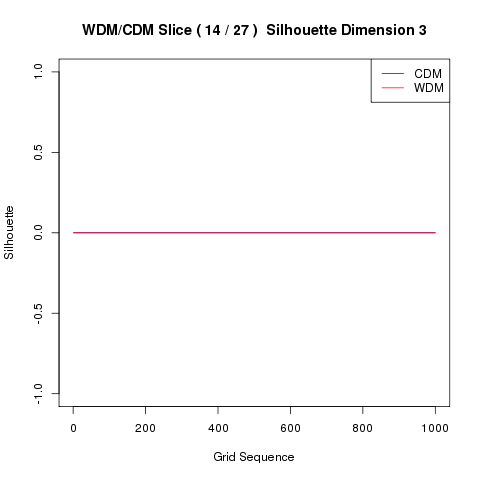 WDM/CDM Slice ( 14 / 27 )  Silhouette Dimension 3
CDM
WDM
Silhouette
1.0
0.5
0.0
-0.5
-1.0
0 200 400 600 800 1000
Grid Sequence